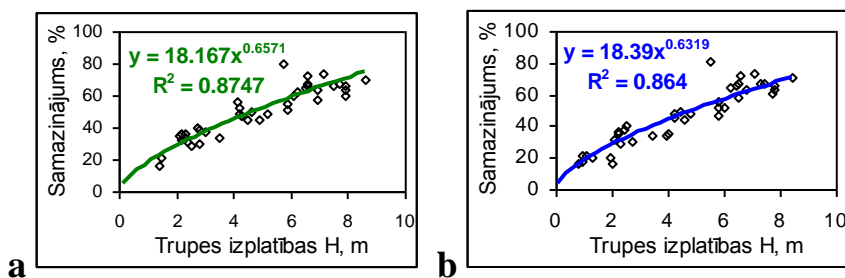 100
80
60
40
20
0
Samazinājums, %
y = 18.167x^0.6571
R² = 0.8747
0 2 4 6 8 10
Trupes izplatības H, m
a
100
80
60
40
20
0
Samazinājums, %
y = 18.39x^0.6319
R² = 0.864
0 2 4 6 8 10
Trupes izplatības H, m
b